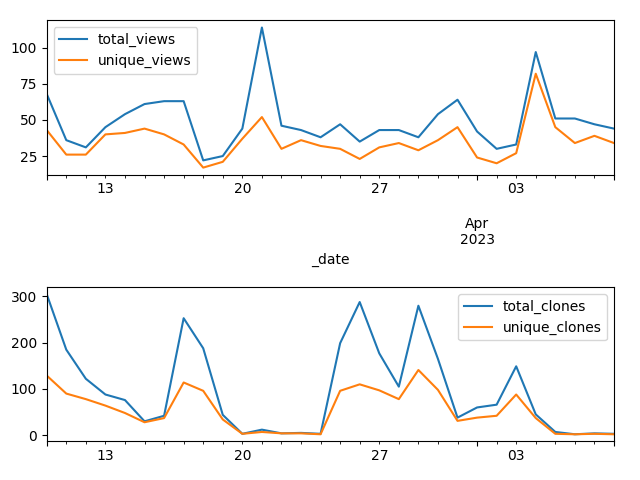 total_views
unique_views
100
75
50
25
13
20
27
03
Apr
2023
_date
total_clones
unique_clones
300
200
100
0
13
20
27
03